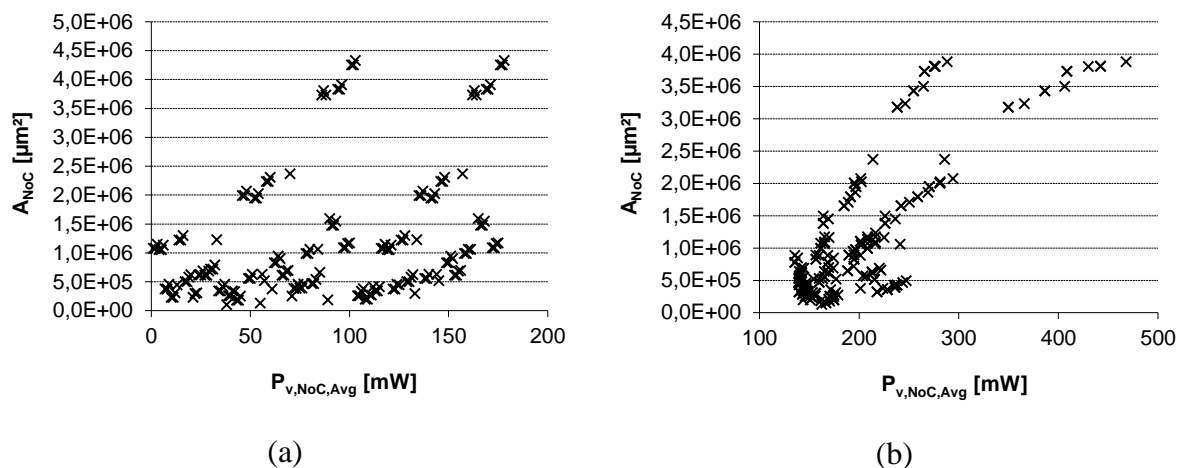 5,0E+06
4,5E+06
4,0E+06
3,5E+06
3,0E+06
2,5E+06
2,0E+06
1,5E+06
1,0E+06
5,0E+05
0,0E+00
A_NoC [µm²]
0 50 100 150 200
P_v,NoC,Avg [mW]
(a)
4,5E+06
4,0E+06
3,5E+06
3,0E+06
2,5E+06
2,0E+06
1,5E+06
1,0E+06
5,0E+05
0,0E+00
A_NoC [µm²]
100 200 300 400 500
P_v,NoC,Avg [mW]
(b)